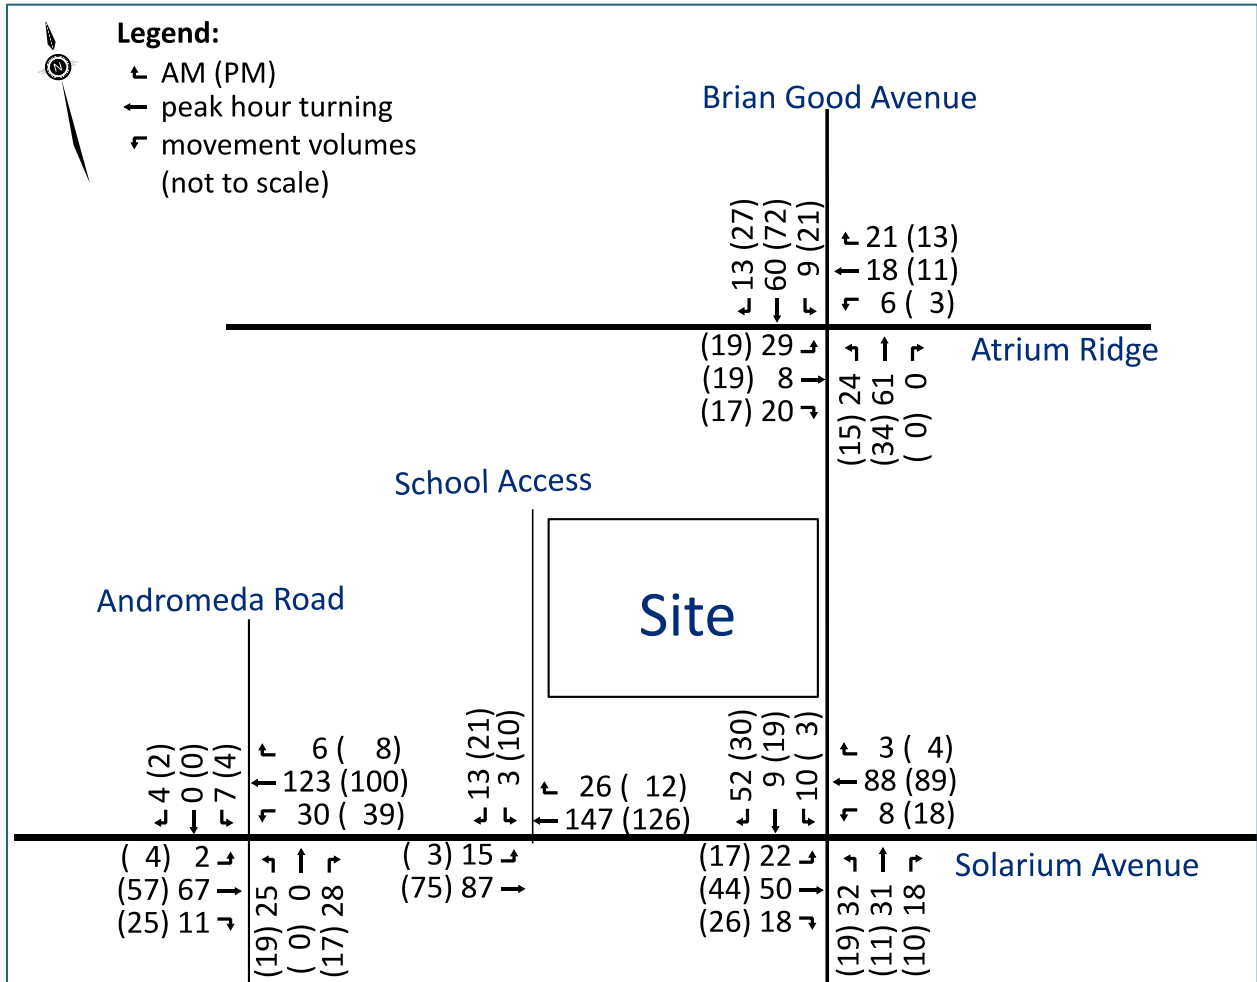 Legend:
AM (PM)
peak hour turning
movement volumes
(not to scale)
N
Brian Good Avenue
13 (27)
60 (72)
9 (21)
21 (13)
18 (11)
6 ( 3)
Atrium Ridge
(19) 29
(19) 8
(17) 20
(15) 24
(34) 61
( 0) 0
School Access
Site
Andromeda Road
4 (2)
0 (0)
7 (4)
6 ( 8)
123 (100)
30 ( 39)
13 (21)
3 (10)
26 ( 12)
147 (126)
52 (30)
9 (19)
10 ( 3)
3 ( 4)
88 (89)
8 (18)
Solarium Avenue
( 4) 2
(57) 67
(25) 11
(19) 25
( 0) 0
(17) 28
( 3) 15
(75) 87
(17) 22
(44) 50
(26) 18
(19) 32
(11) 31
(10) 18